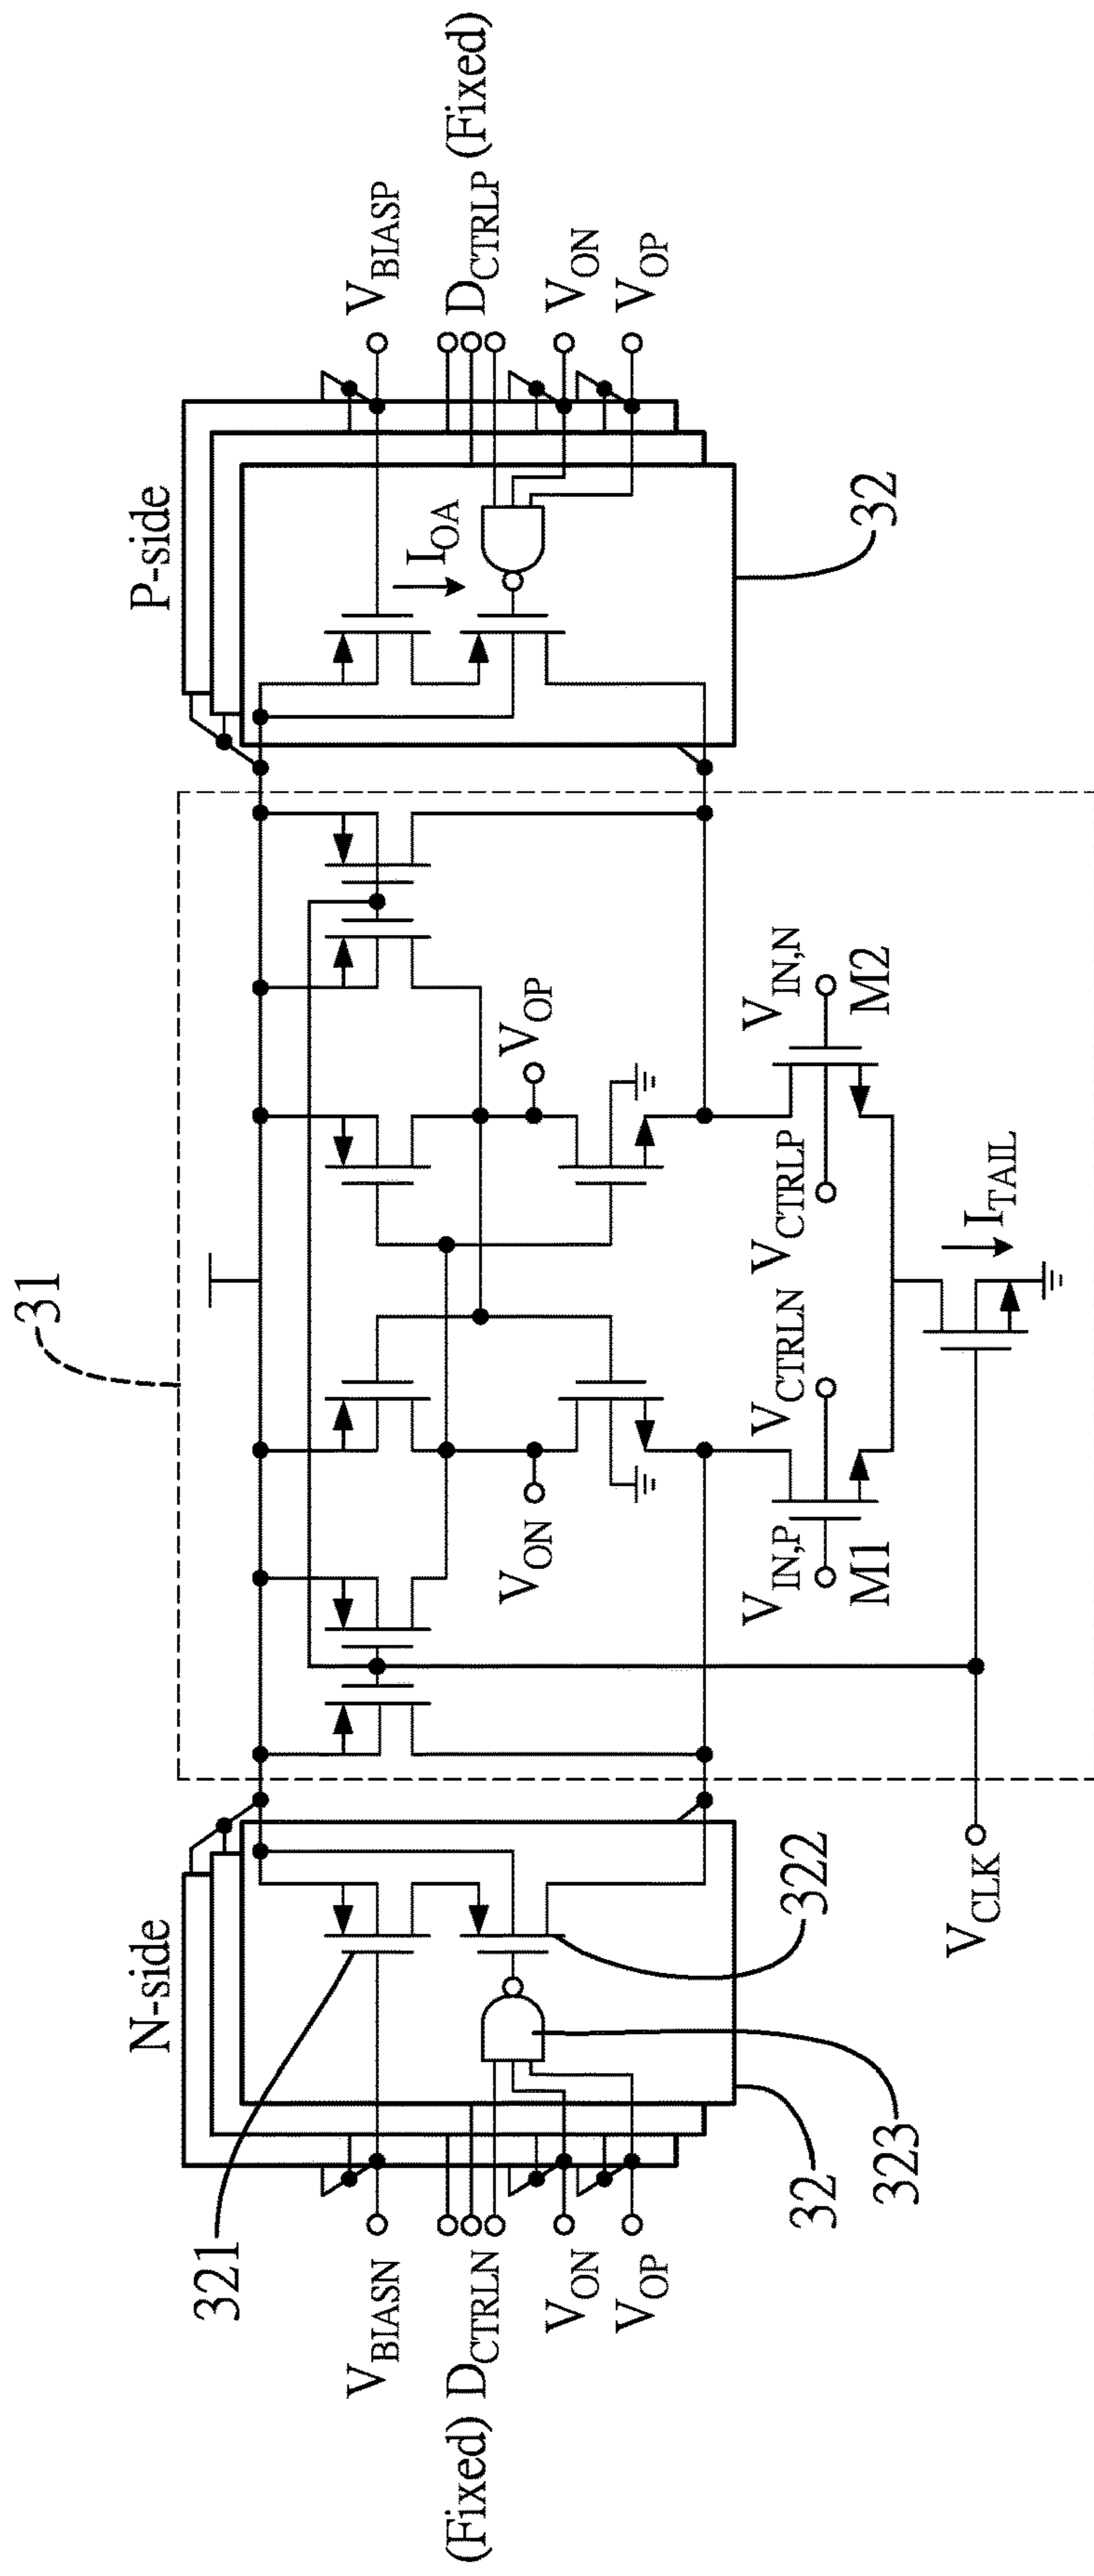 31
N-side
P-side
321
V_BIASN
V_BIASP
(Fixed) D_CTRLN
D_CTRLP (Fixed)
I_OA
V_ON
V_OP
V_ON
V_OP
V_ON
V_OP
32
323
322
32
V_IN,P
M1
V_CTRLN
V_CTRLP
V_IN,N
M2
V_CLK
I_TAIL